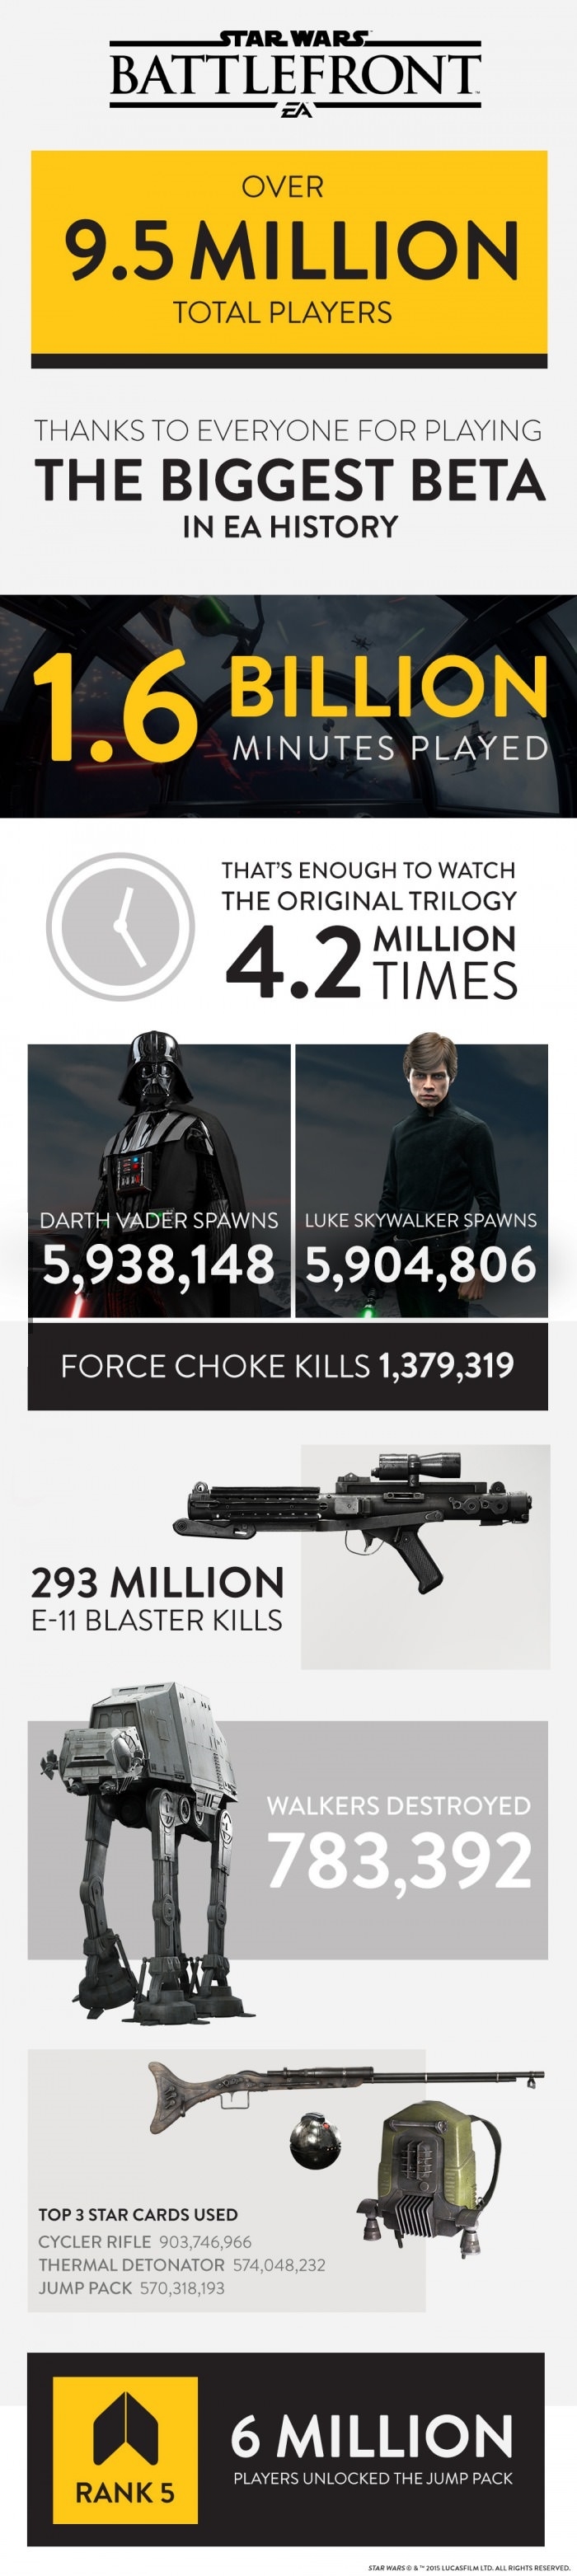 STAR WARS
BATTLEFRONT™
EA
OVER
9.5 MILLION
TOTAL PLAYERS
THANKS TO EVERYONE FOR PLAYING
THE BIGGEST BETA
IN EA HISTORY
1.6 BILLION
MINUTES PLAYED
THAT'S ENOUGH TO WATCH
THE ORIGINAL TRILOGY
4.2 MILLION
TIMES
DARTH VADER SPAWNS
5,938,148
LUKE SKYWALKER SPAWNS
5,904,806
FORCE CHOKE KILLS 1,379,319
293 MILLION
E-11 BLASTER KILLS
WALKERS DESTROYED
783,392
TOP 3 STAR CARDS USED
CYCLER RIFLE 903,746,966
THERMAL DETONATOR 574,048,232
JUMP PACK 570,318,193
RANK 5
6 MILLION
PLAYERS UNLOCKED THE JUMP PACK
STAR WARS © & ™ 2015 LUCASFILM LTD. ALL RIGHTS RESERVED.